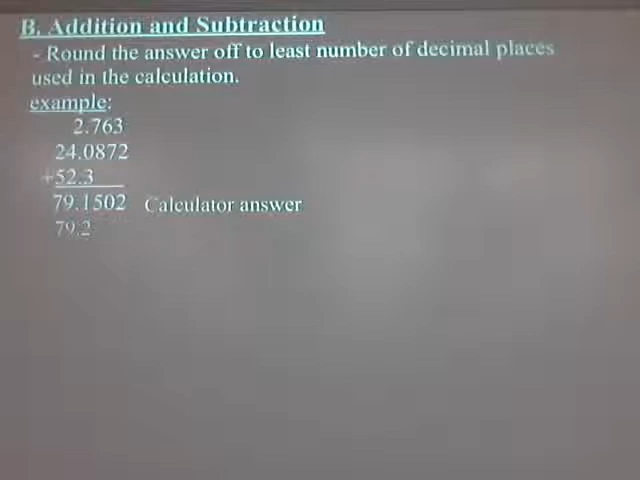 B. Addition and Subtraction
- Round the answer off to least number of decimal places
used in the calculation.
example:
2.763
24.0872
+52.3
79.1502 Calculator answer
79.2